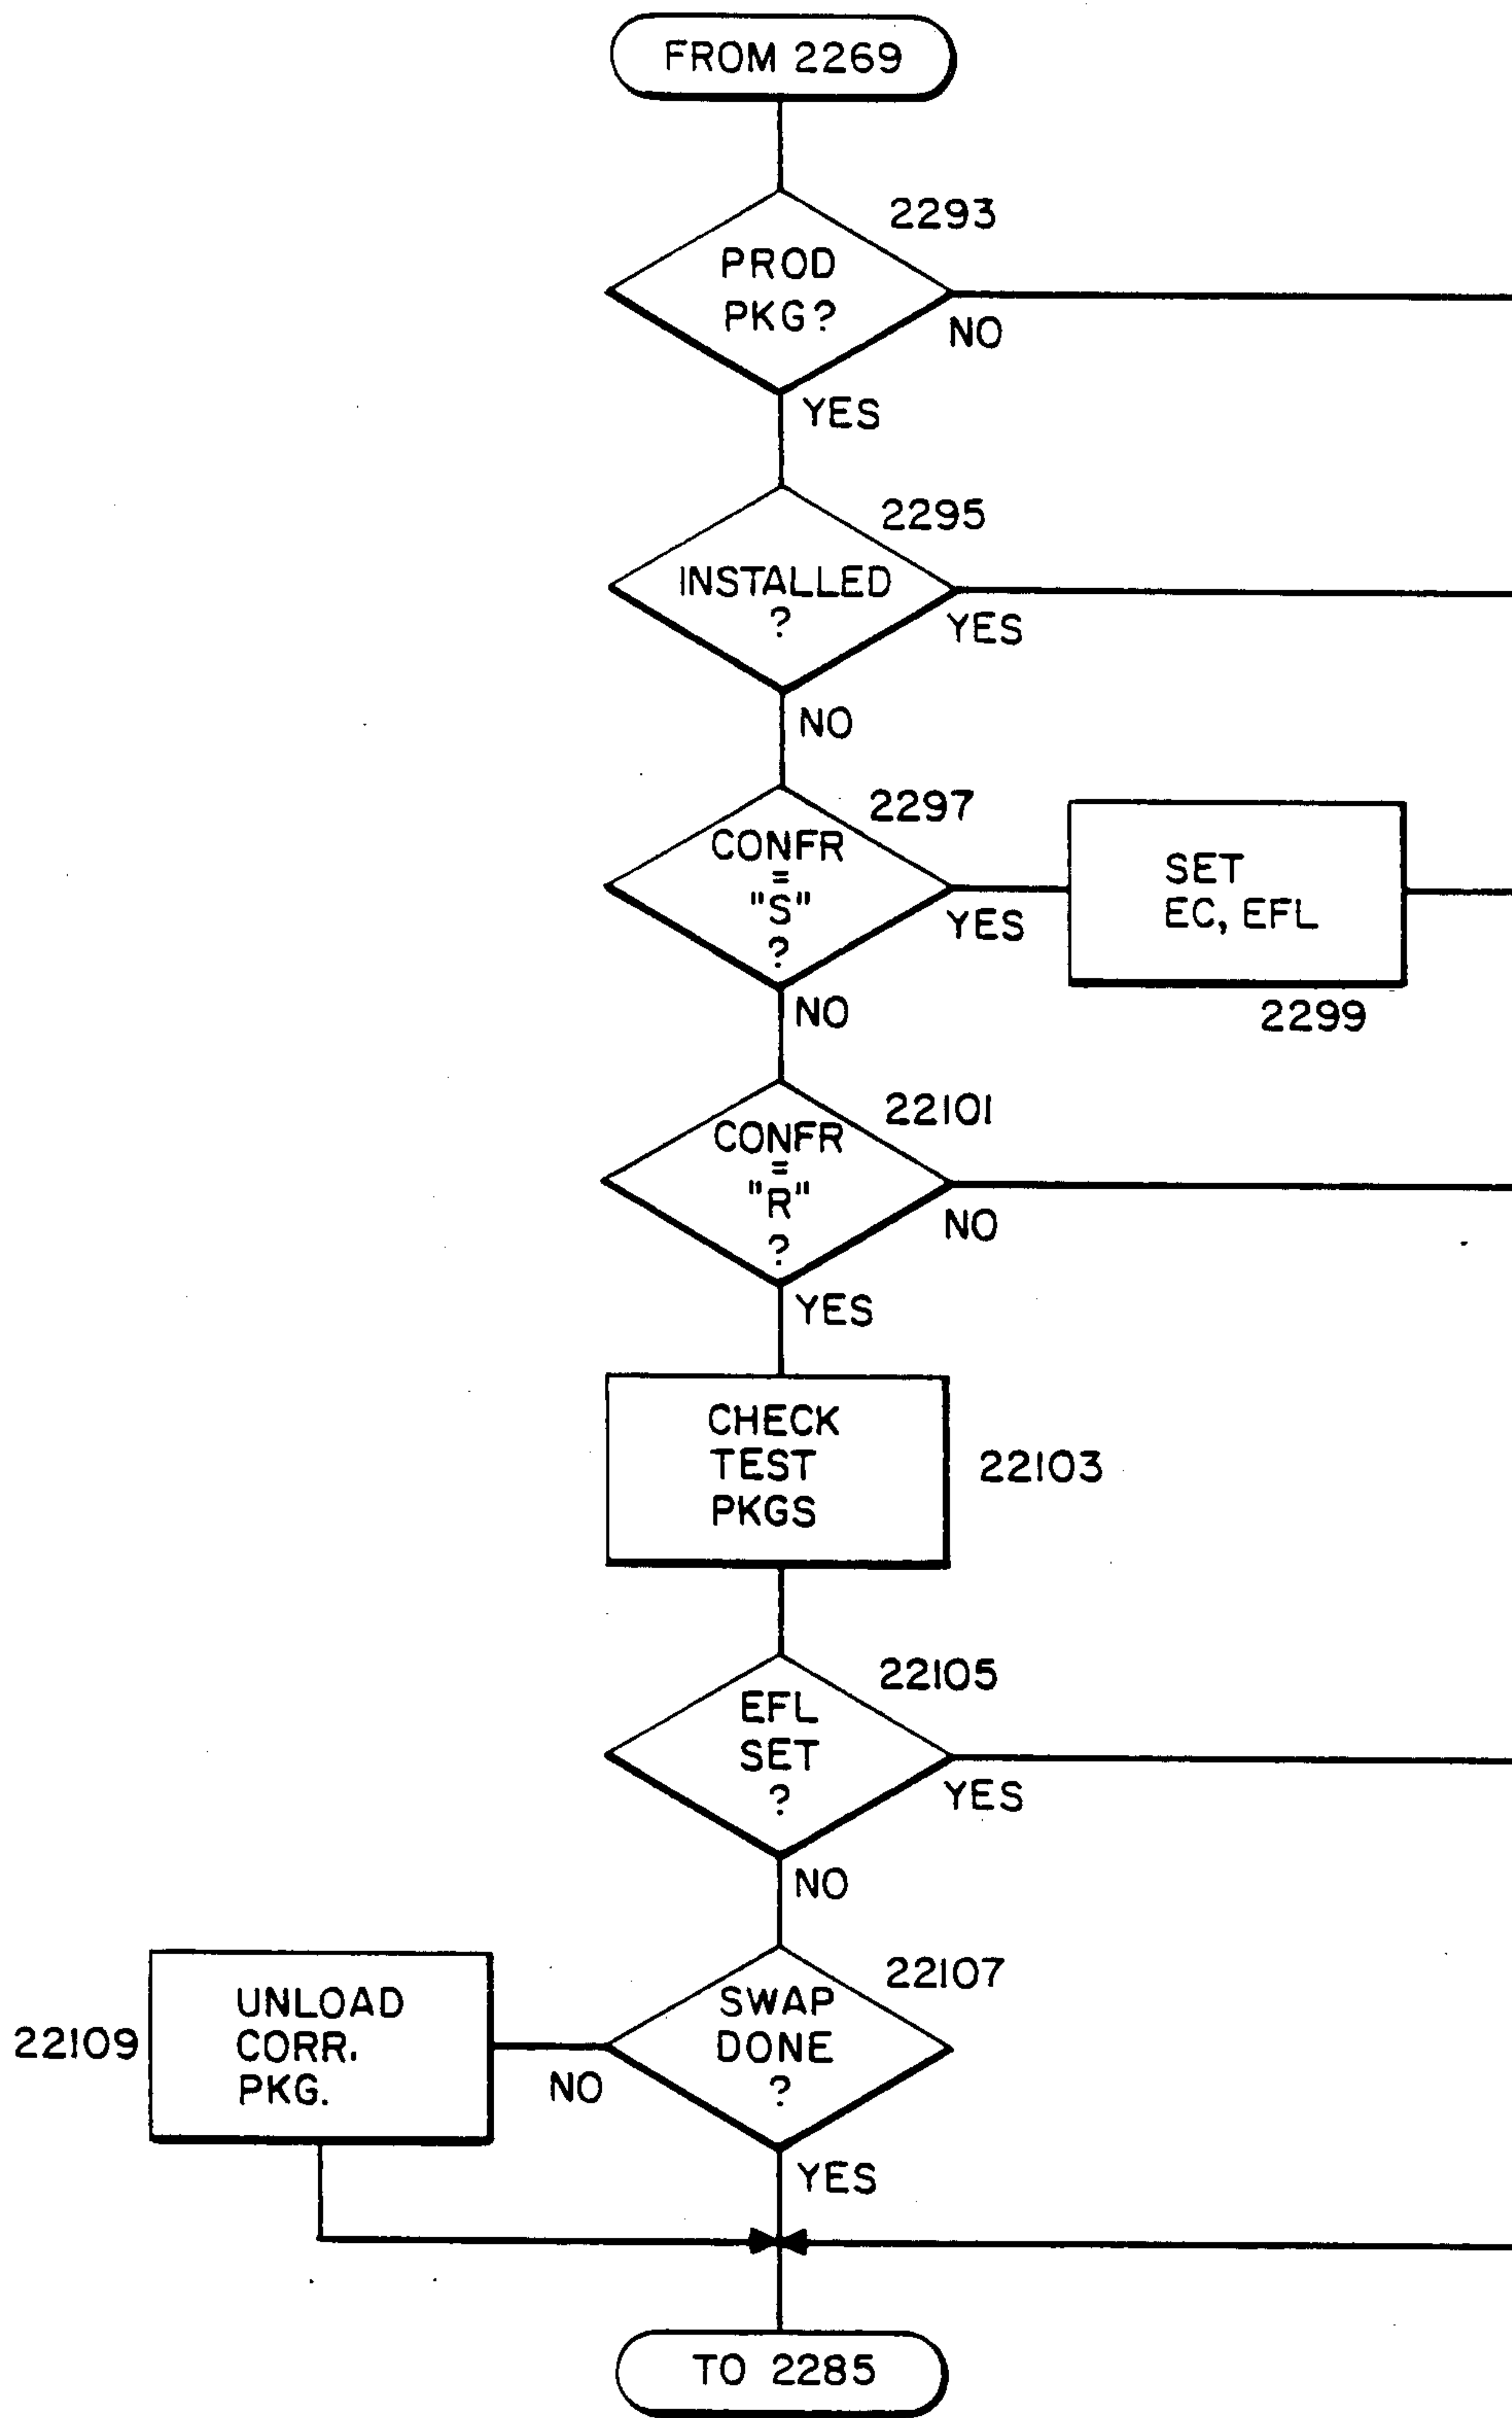 FROM 2269
2293
PROD
PKG?
NO
YES
2295
INSTALLED
?
YES
NO
2297
CONFR
=
"S"
?
YES
SET
EC, EFL
2299
NO
22101
CONFR
=
"R"
?
NO
YES
CHECK
TEST
PKGS
22103
22105
EFL
SET
?
YES
NO
22107
SWAP
DONE
?
NO
UNLOAD
CORR.
PKG.
22109
YES
TO 2285